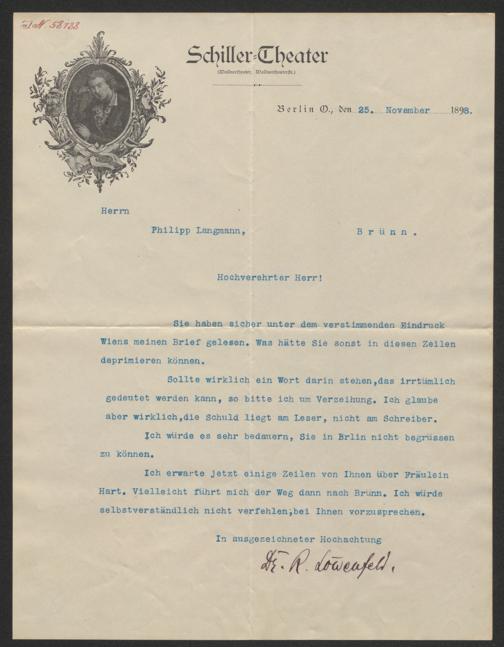 I.N. 58188
Schiller-Theater
(Wallnertheater, Wallnertheaterstr.)
Berlin O., den 25. November 1898.
Herrn
Philipp Langmann,
Brünn.
Hochverehrter Herr!
Sie haben sicher unter dem verstimmenden Eindruck
Wiens meinen Brief gelesen. Was hätte Sie sonst in diesen Zeilen
deprimieren können.
Sollte wirklich ein Wort darin stehen,das irrtümlich
gedeutet werden kann, so bitte ich um Verzeihung. Ich glaube
aber wirklich,die Schuld liegt am Leser, nicht am Schreiber.
Ich würde es sehr bedauern, Sie in Brlin nicht begrüssen
zu können.
Ich erwarte jetzt einige Zeilen von Ihnen über Fräulein
Hart. Vielleicht führt mich der Weg dann nach Brünn. Ich würde
selbstverständlich nicht verfehlen,bei Ihnen vorzusprechen.
In ausgezeichneter Hochachtung
Dr. R. Löwenfeld.